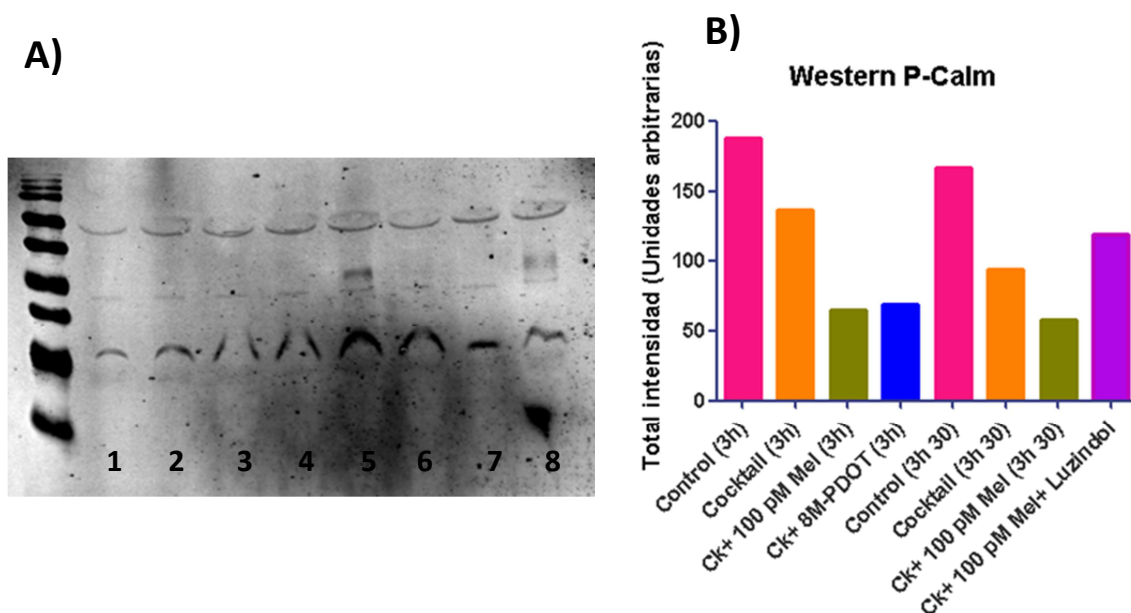 A)
1 2 3 4 5 6 7 8
B)
Western P-Calm
Total intensidad (Unidades arbitrarias)
200
150
100
50
0
Control (3h)
Cocktail (3h)
Ck+ 100 pM Mel (3h)
Ck+ 8M-PDOT (3h)
Control (3h 30)
Cocktail (3h 30)
Ck+ 100 pM Mel (3h 30)
Ck+ 100 pM Mel+ Luzindol